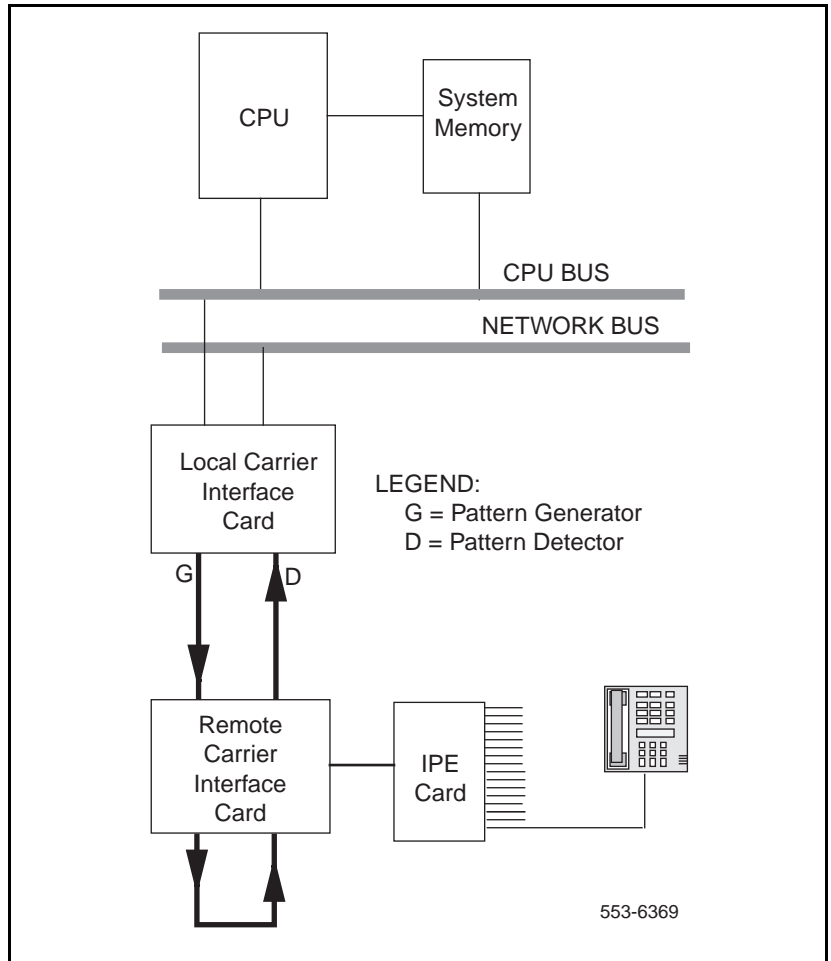 CPU
System
Memory
CPU BUS
NETWORK BUS
Local Carrier
Interface
Card
LEGEND:
G = Pattern Generator
D = Pattern Detector
G
D
Remote
Carrier
Interface
Card
IPE
Card
553-6369